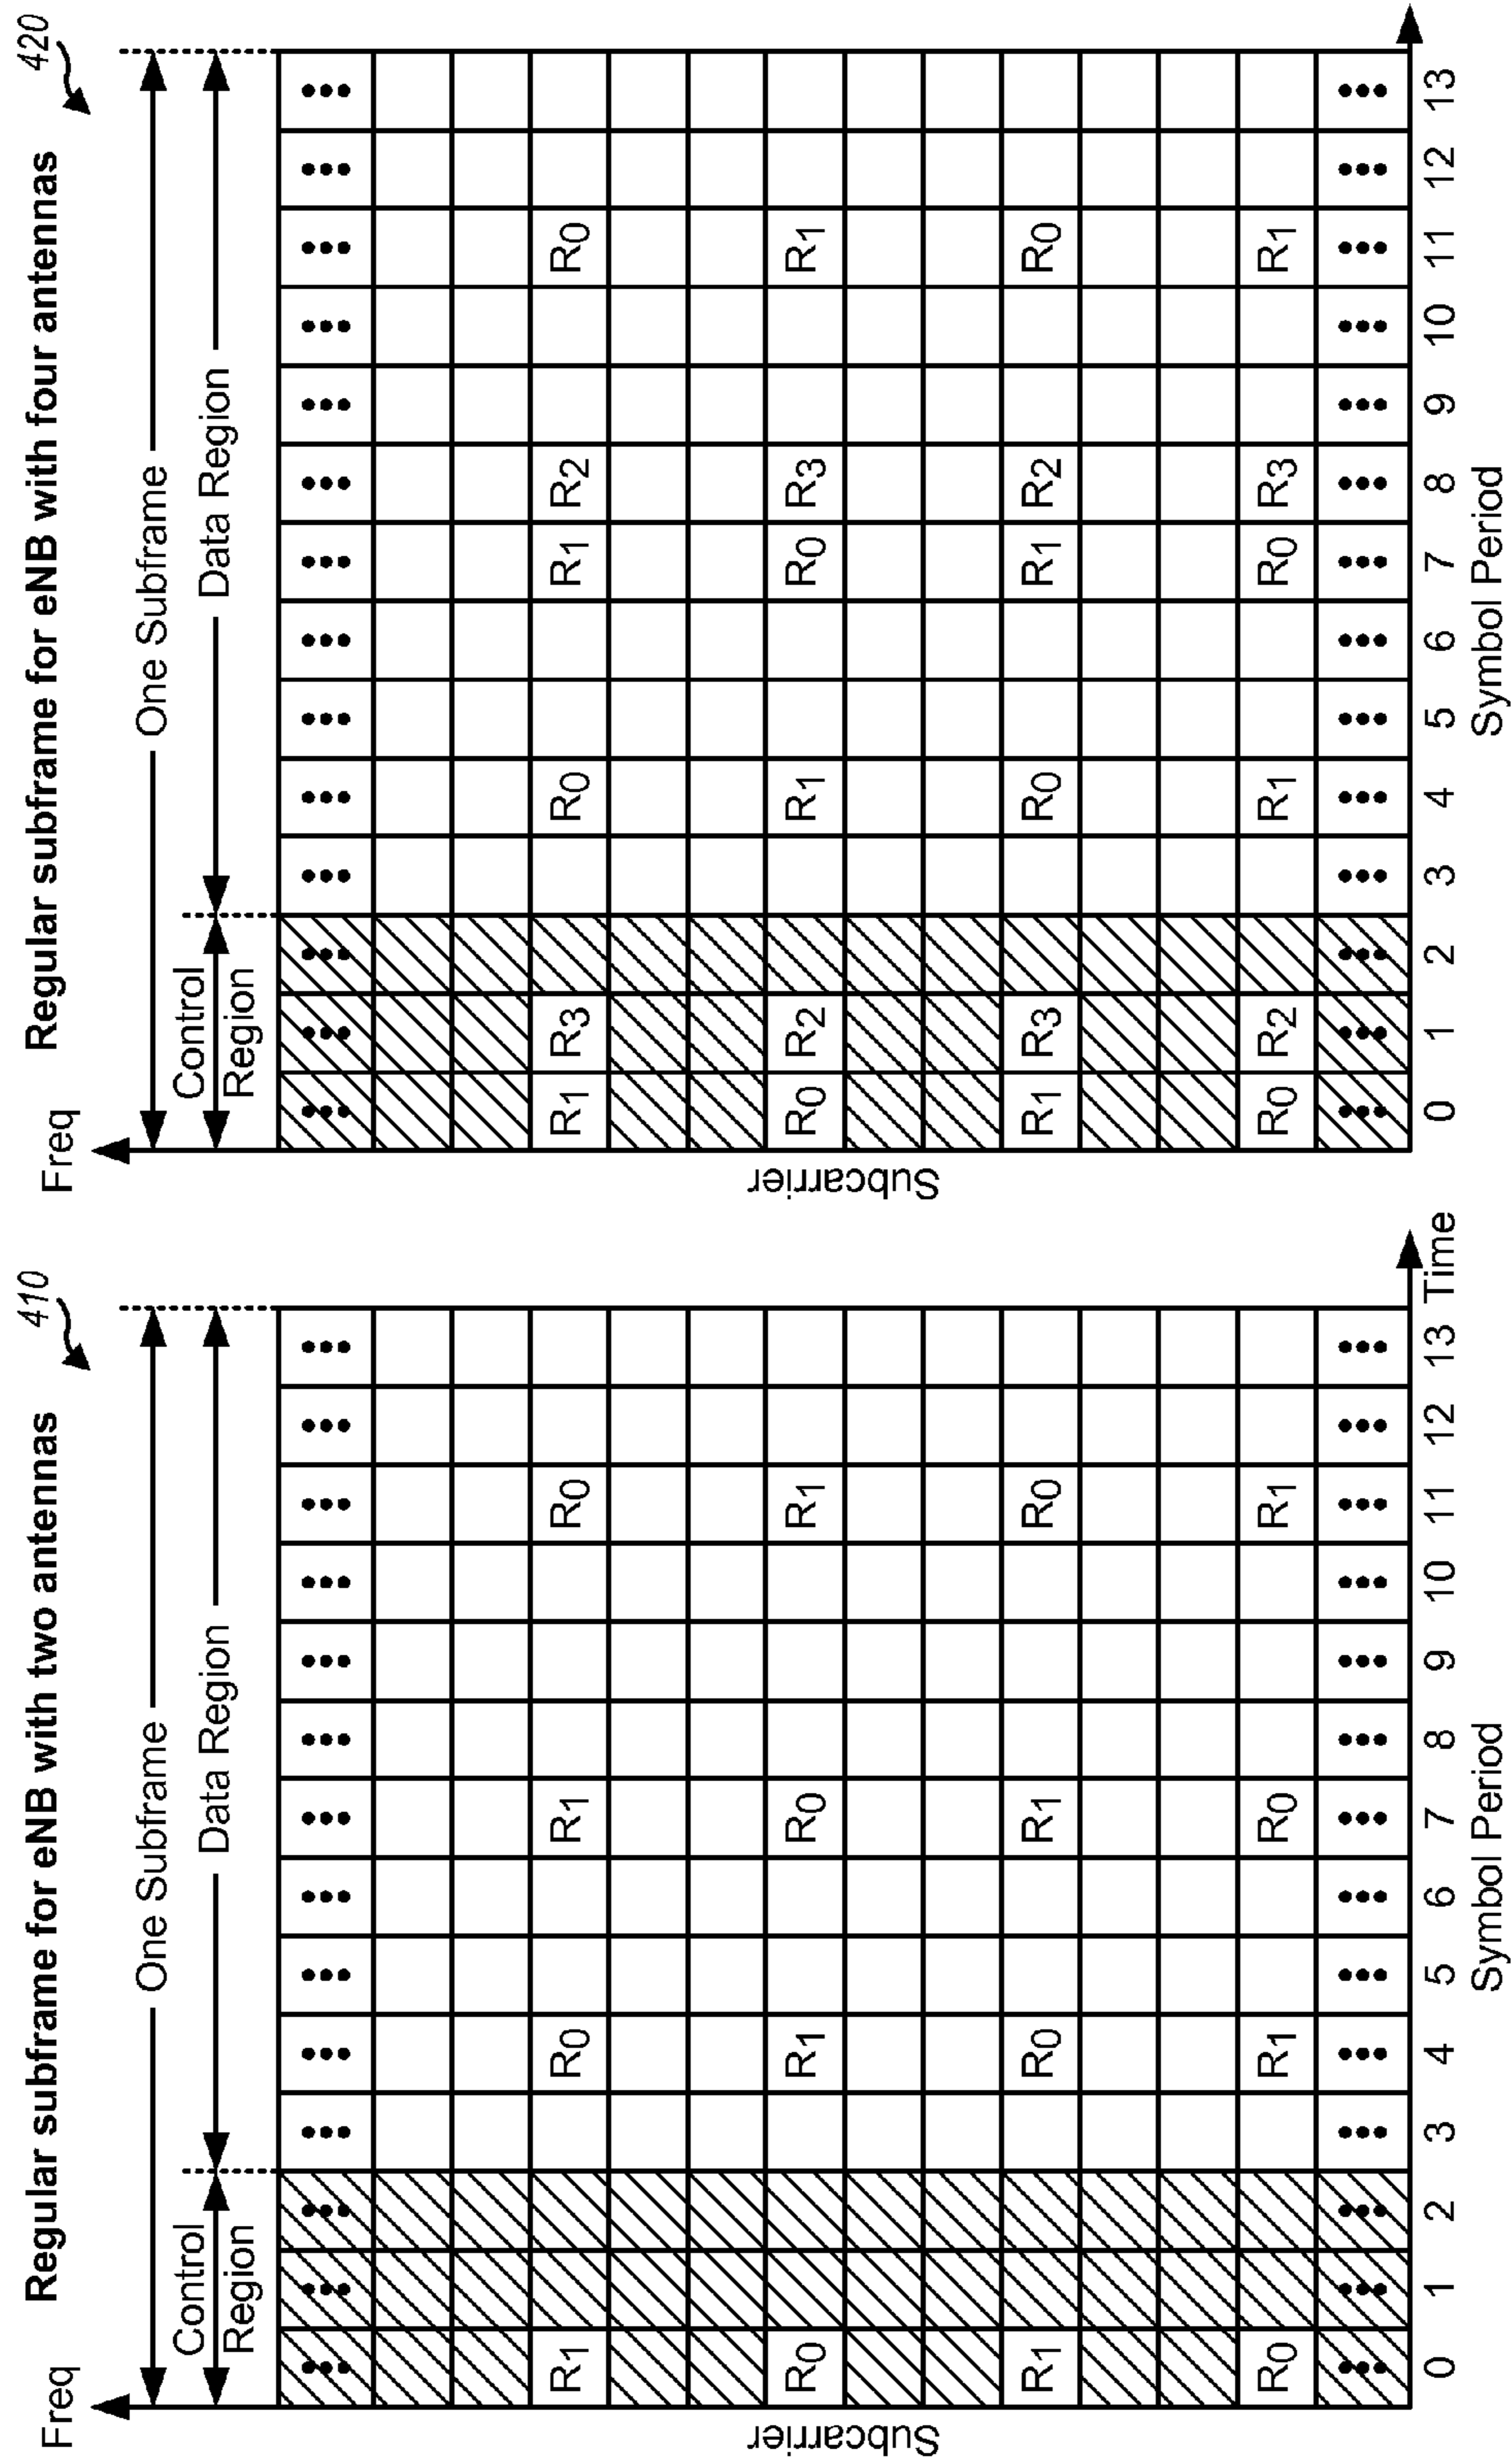 Regular subframe for eNB with two antennas
410
Freq
One Subframe
Control
Region
Data Region
Subcarrier
R1 R0 R1 R0
R0 R1 R0 R1
R1 R0 R1 R0
R0 R1 R0 R1
0 1 2 3 4 5 6 7 8 9 10 11 12 13 Time
Symbol Period
Regular subframe for eNB with four antennas
420
Freq
One Subframe
Control
Region
Data Region
Subcarrier
R1 R3 R0 R1 R2 R0
R0 R2 R1 R0 R3 R1
R1 R3 R0 R1 R2 R0
R0 R2 R1 R0 R3 R1
0 1 2 3 4 5 6 7 8 9 10 11 12 13
Symbol Period